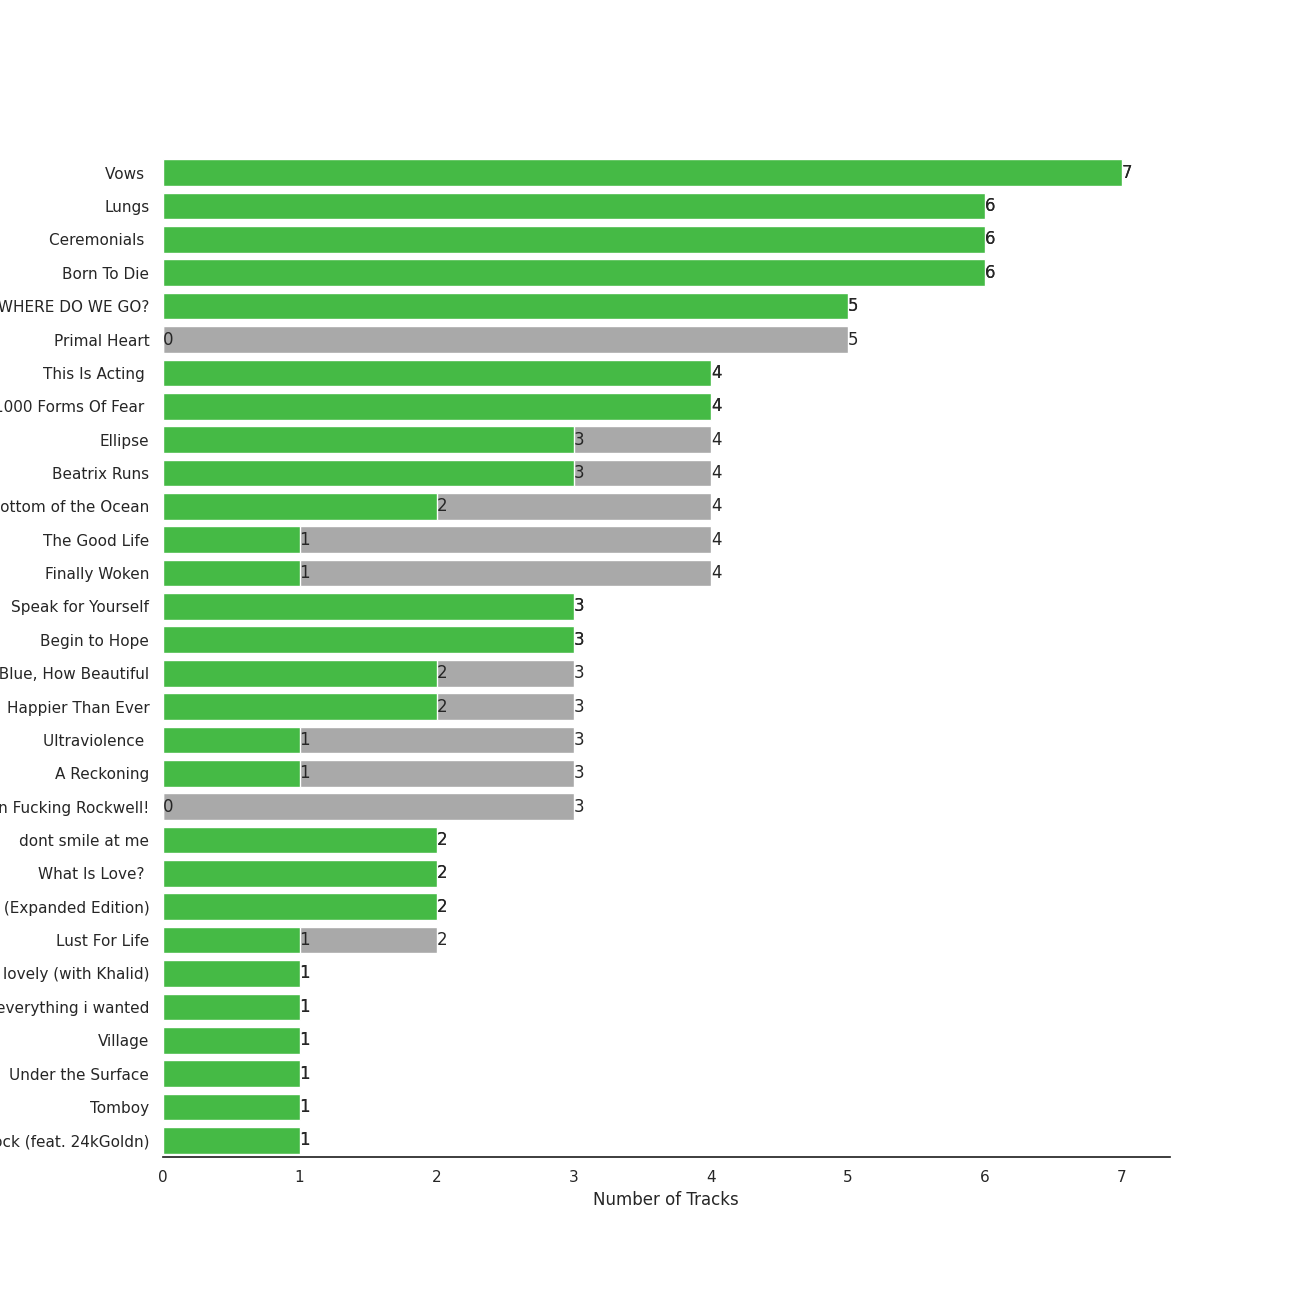 Vows 7
Lungs 6
Ceremonials 6
Born To Die 6
WHERE DO WE GO? 5
Primal Heart 0 5
This Is Acting 4
1000 Forms Of Fear 4
Ellipse 3 4
Beatrix Runs 3 4
ottom of the Ocean 2 4
The Good Life 1 4
Finally Woken 1 4
Speak for Yourself 3
Begin to Hope 3
Blue, How Beautiful 2 3
Happier Than Ever 2 3
Ultraviolence 1 3
A Reckoning 1 3
n Fucking Rockwell! 0 3
dont smile at me 2
What Is Love? 2
(Expanded Edition) 2
Lust For Life 1 2
lovely (with Khalid) 1
everything i wanted 1
Village 1
Under the Surface 1
Tomboy 1
ock (feat. 24kGoldn) 1
0 1 2 3 4 5 6 7
Number of Tracks